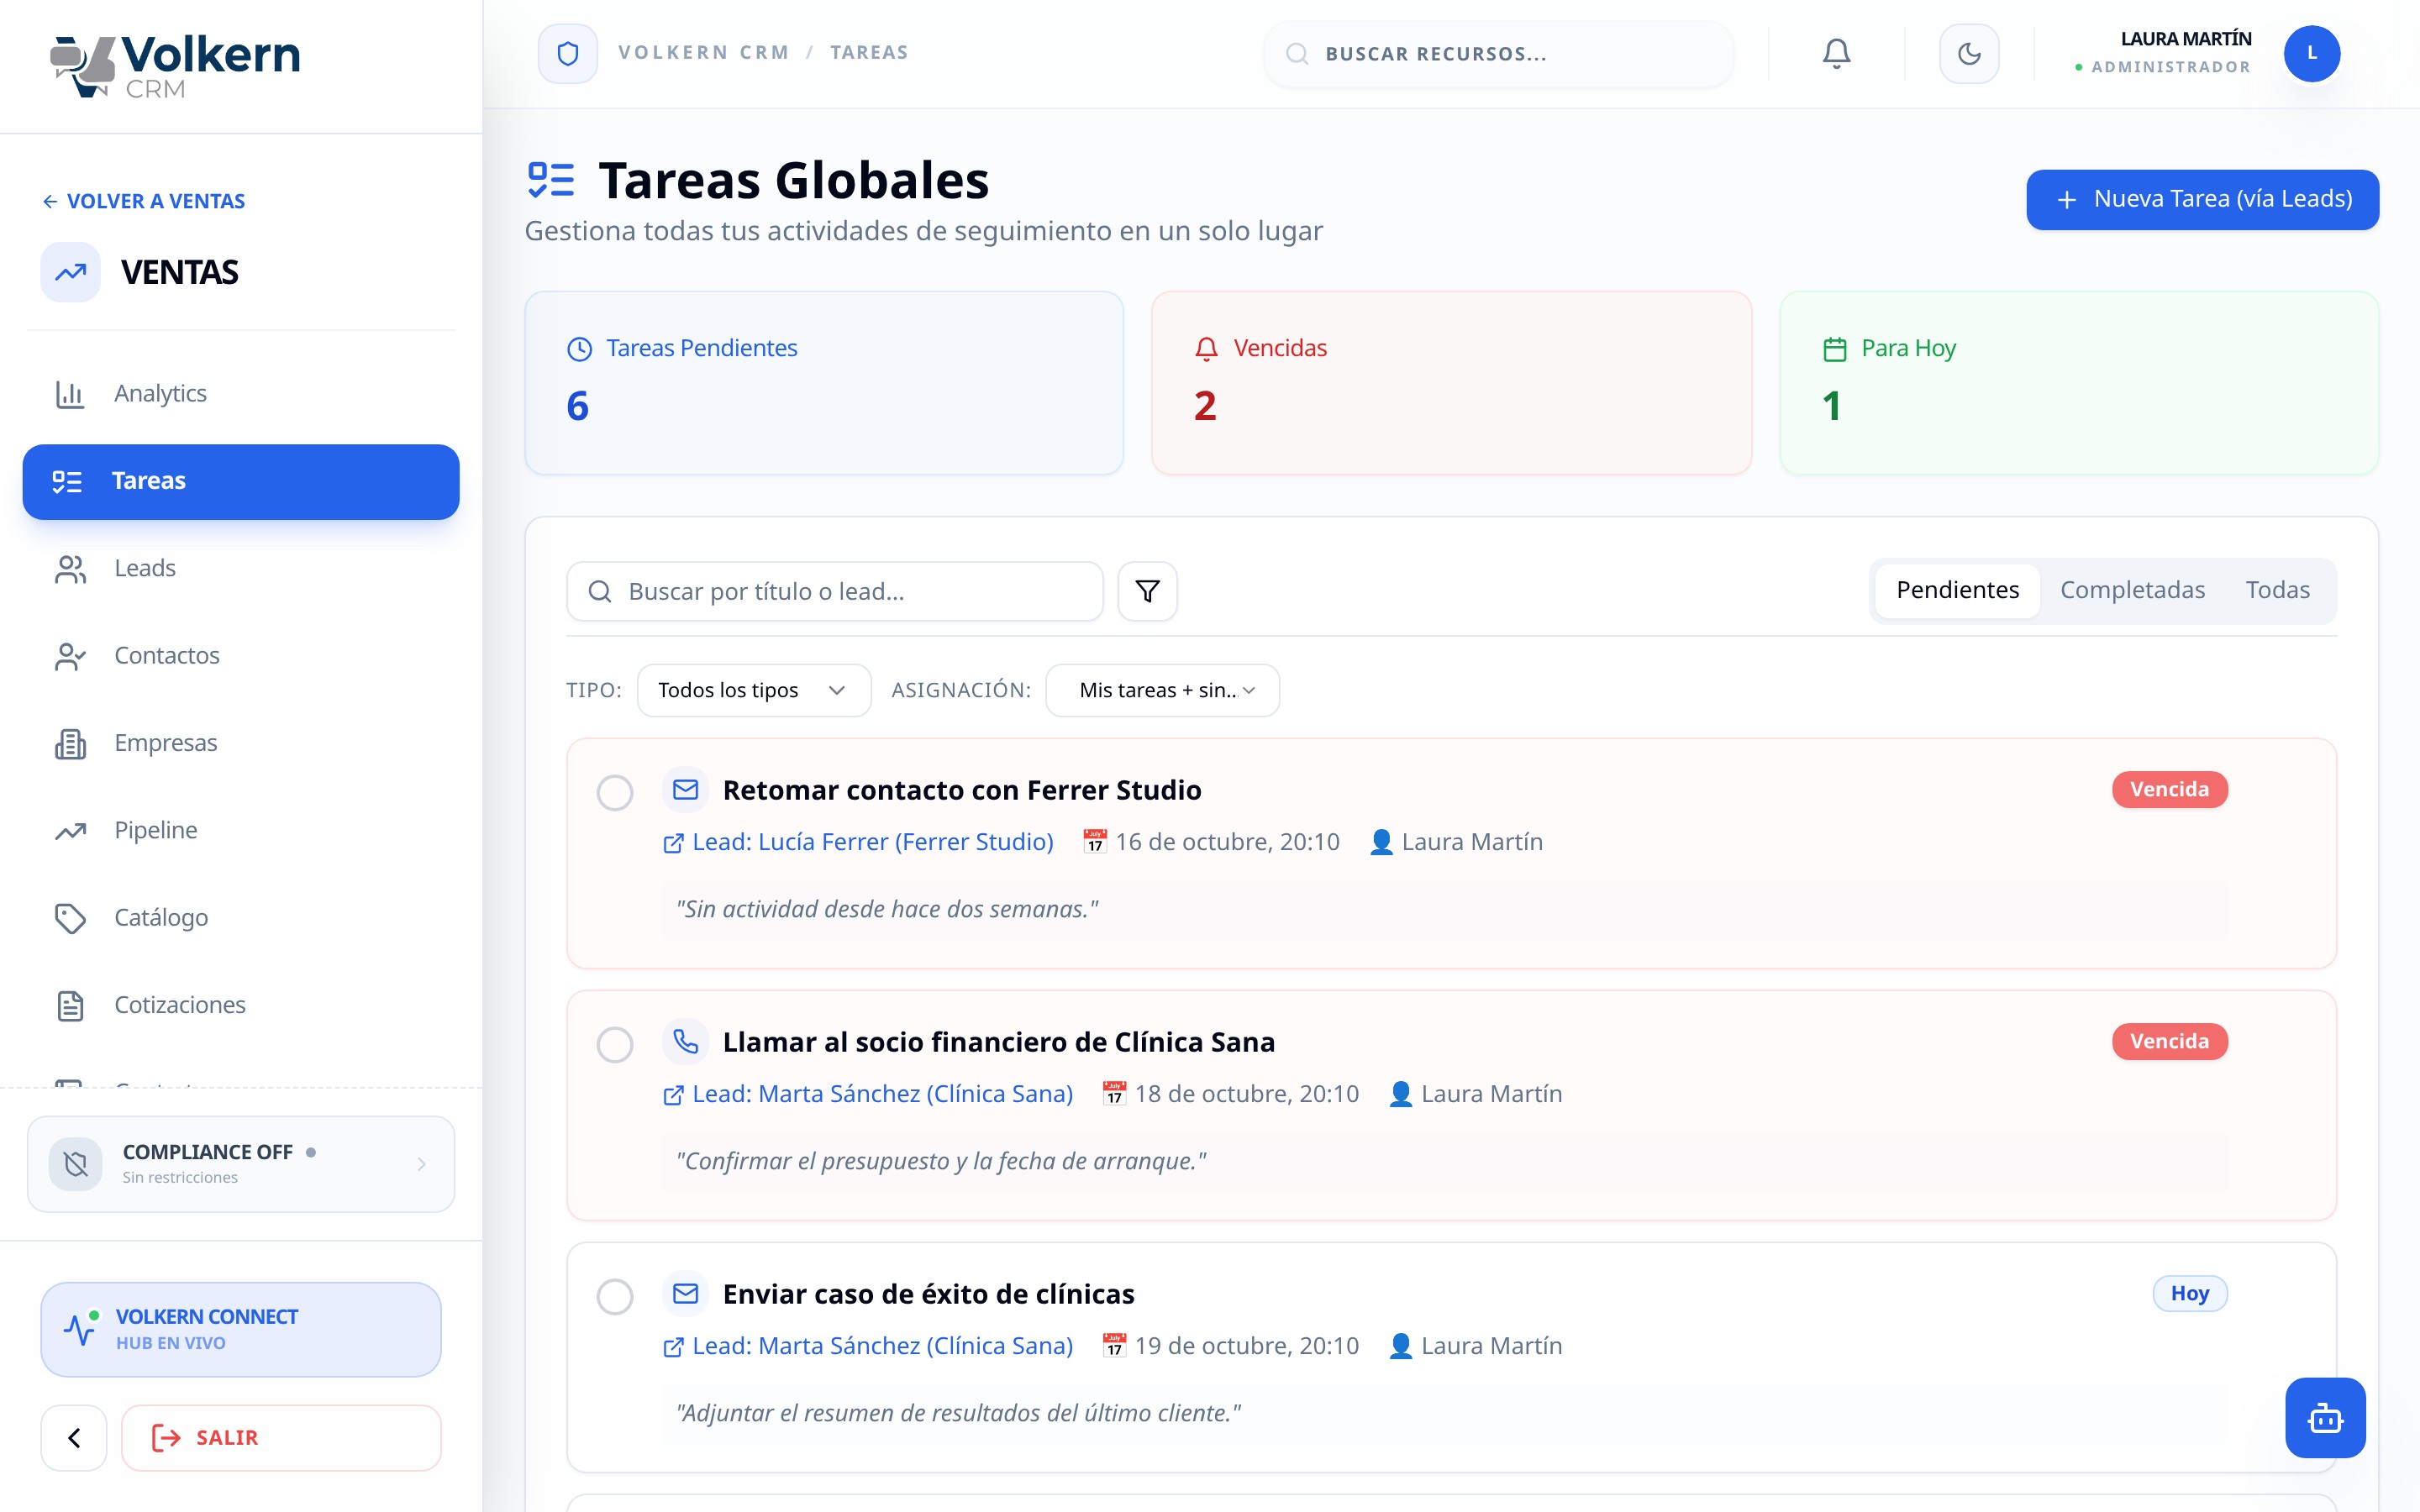 Volkern
CRM
VOLKERN CRM / TAREAS
BUSCAR RECURSOS...
LAURA MARTÍN
ADMINISTRADOR
L
VOLVER A VENTAS
VENTAS
Analytics
Tareas
Leads
Contactos
Empresas
Pipeline
Catálogo
Cotizaciones
COMPLIANCE OFF
Sin restricciones
VOLKERN CONNECT
HUB EN VIVO
SALIR
Tareas Globales
Gestiona todas tus actividades de seguimiento en un solo lugar
Nueva Tarea (vía Leads)
Tareas Pendientes
6
Vencidas
2
Para Hoy
1
Buscar por título o lead...
Pendientes Completadas Todas
TIPO: Todos los tipos ASIGNACIÓN: Mis tareas + sin...
Retomar contacto con Ferrer Studio Vencida
Lead: Lucía Ferrer (Ferrer Studio) 16 de octubre, 20:10 Laura Martín
"Sin actividad desde hace dos semanas."
Llamar al socio financiero de Clínica Sana Vencida
Lead: Marta Sánchez (Clínica Sana) 18 de octubre, 20:10 Laura Martín
"Confirmar el presupuesto y la fecha de arranque."
Enviar caso de éxito de clínicas Hoy
Lead: Marta Sánchez (Clínica Sana) 19 de octubre, 20:10 Laura Martín
"Adjuntar el resumen de resultados del último cliente."